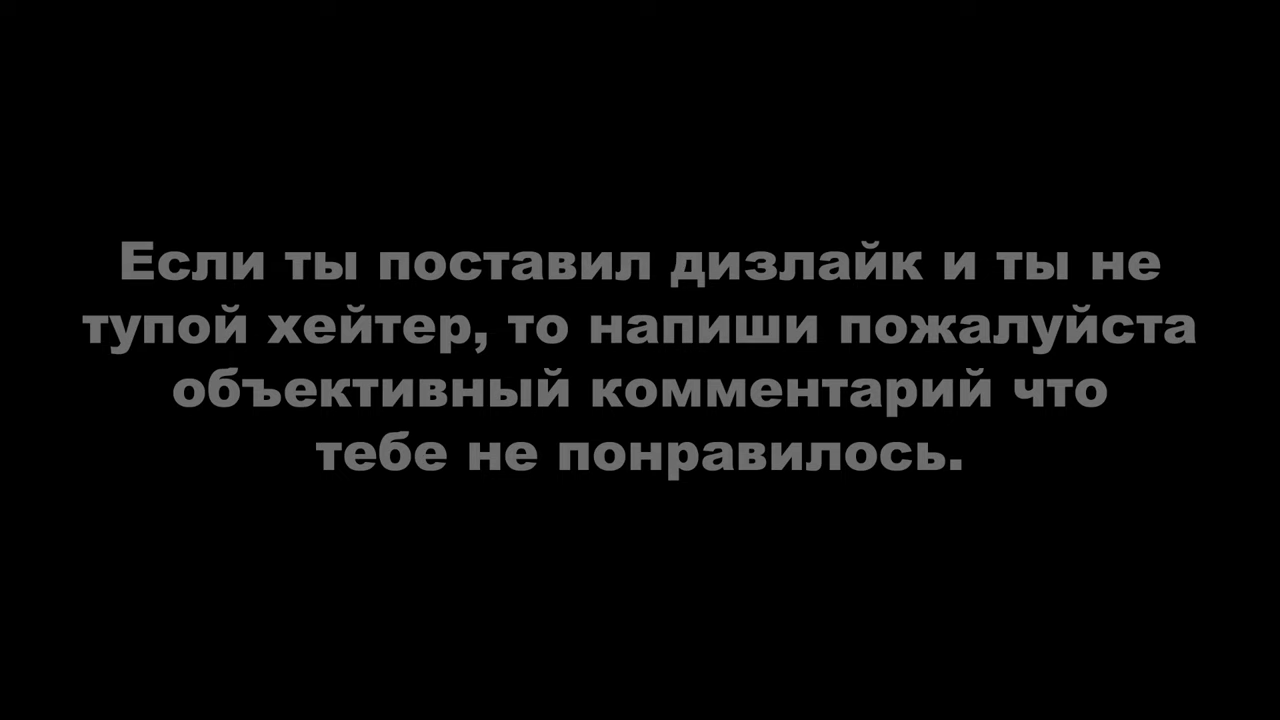 Если ты поставил дизлайк и ты не
тупой хейтер, то напиши пожалуйста
объективный комментарий что
тебе не понравилось.